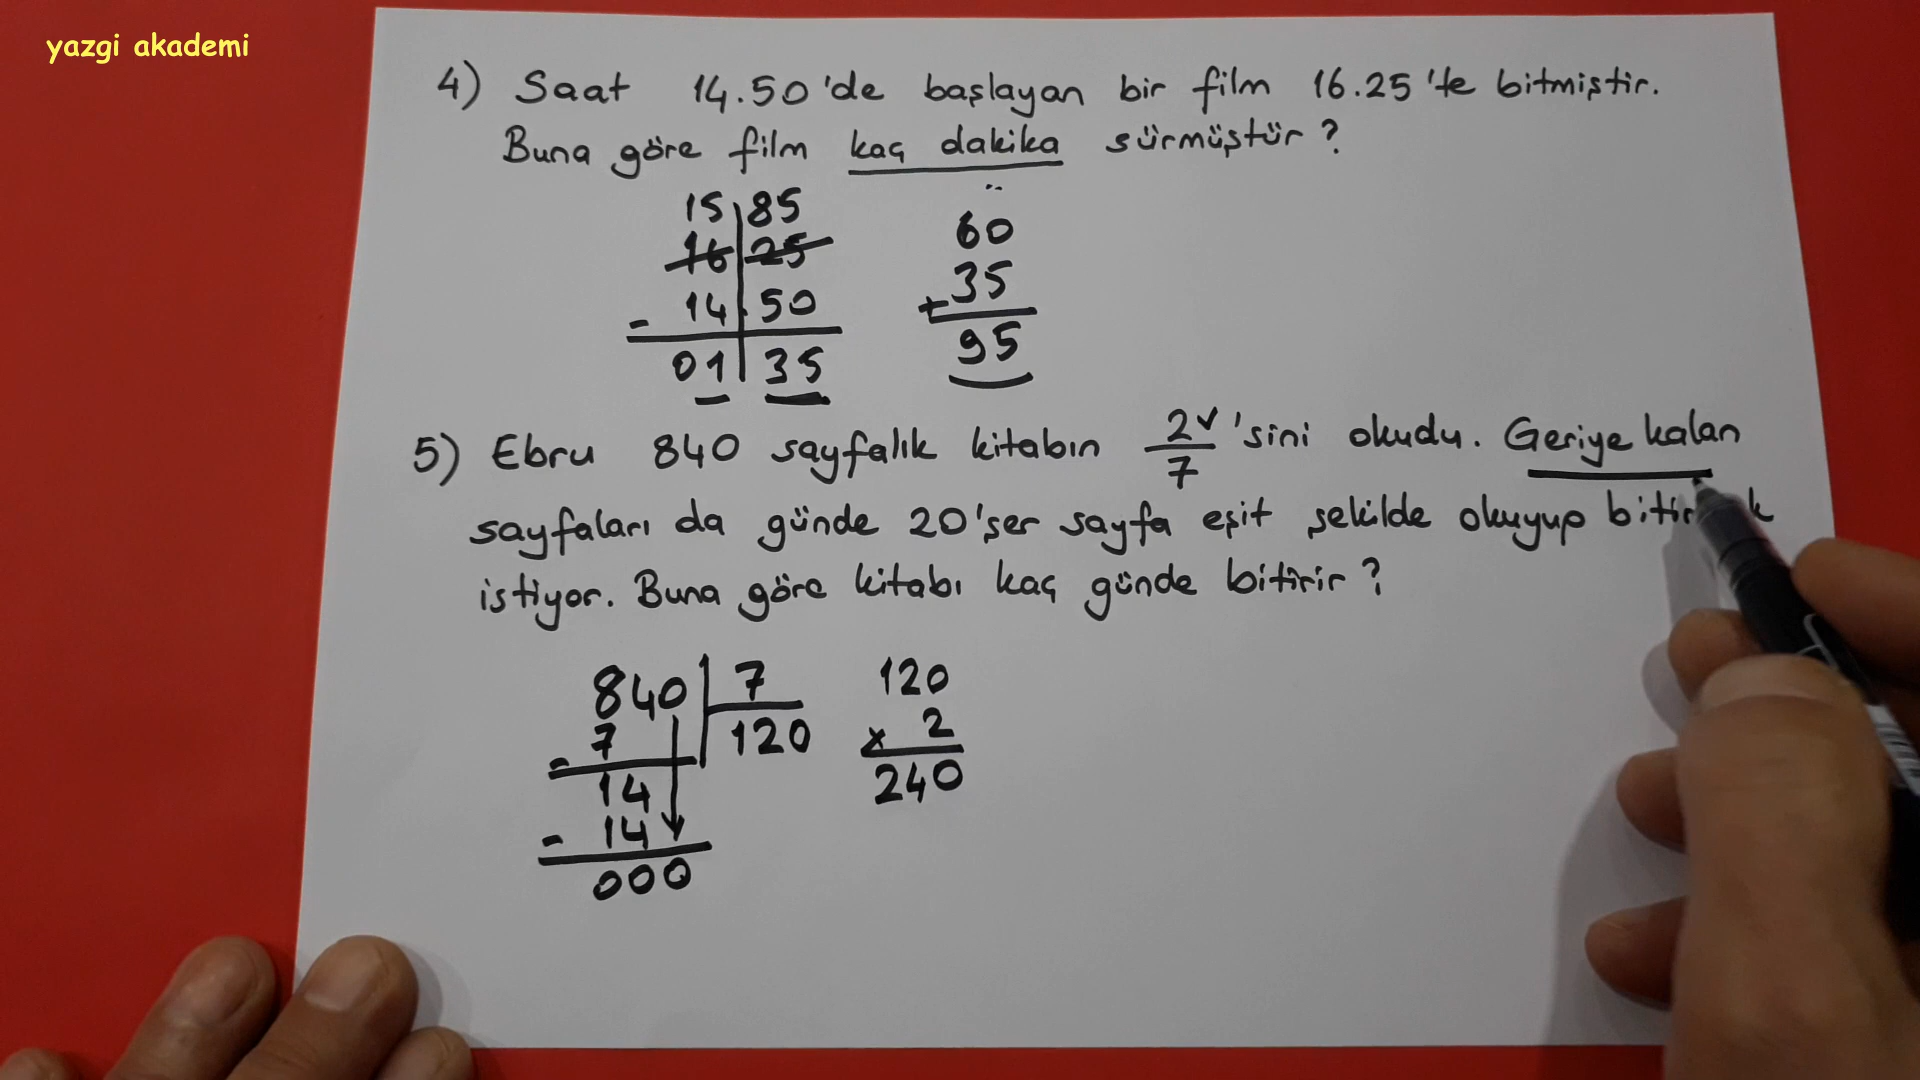 yazgi akademi
4) Saat 14.50'de başlayan bir film 16.25'te bitmiştir.
Buna göre film kaç dakika sürmüştür?
15 85
16 25
- 14 50
01 35
60
+ 35
95
5) Ebru 840 sayfalık kitabın 2/7'sini okudu. Geriye kalan
sayfaları da günde 20'şer sayfa eşit şekilde okuyup
istiyor. Buna göre kitabı kaç günde bitirir?
840 7
- 7 120
14
- 14
000
120
x 2
240